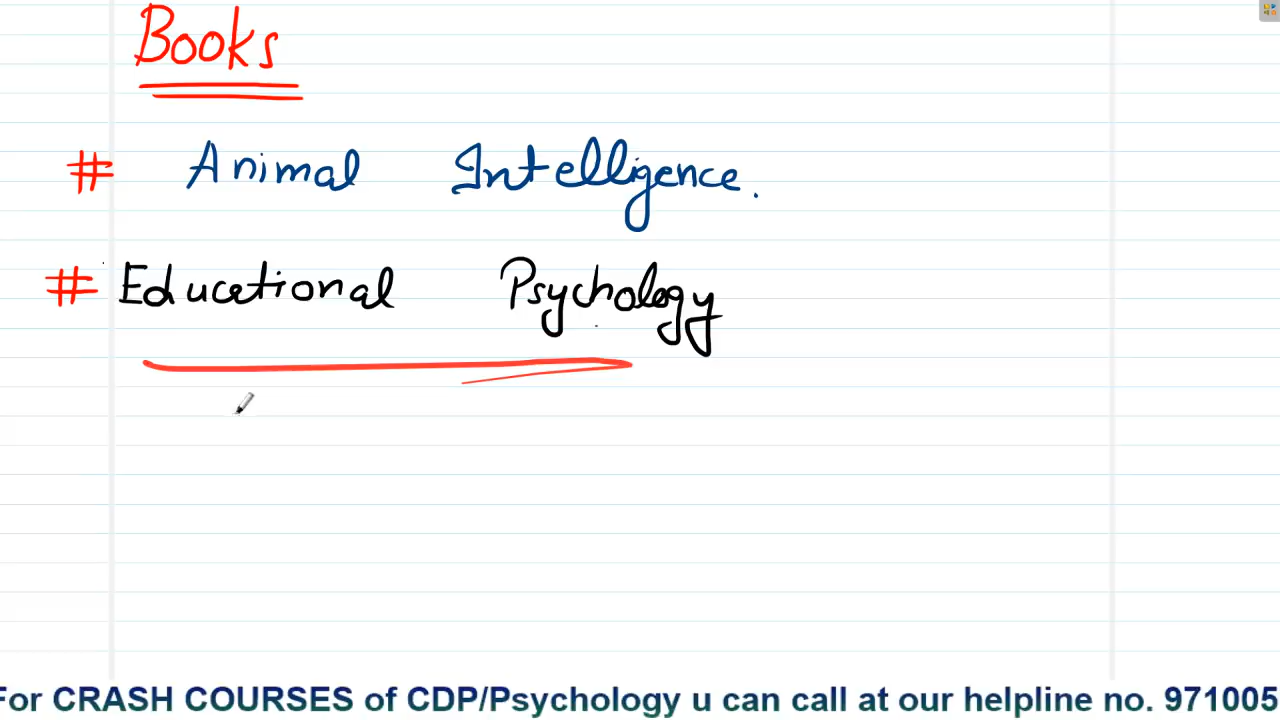 Books
# Animal Intelligence.
# Educational Psychology
For CRASH COURSES of CDP/Psychology u can call at our helpline no. 971005